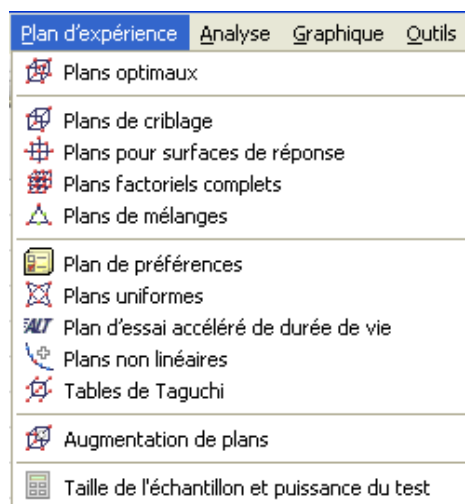 Plan d'expérience Analyse Graphique Outils
Plans optimaux
Plans de criblage
Plans pour surfaces de réponse
Plans factoriels complets
Plans de mélanges
Plan de préférences
Plans uniformes
ALT Plan d'essai accéléré de durée de vie
Plans non linéaires
Tables de Taguchi
Augmentation de plans
Taille de l'échantillon et puissance du test